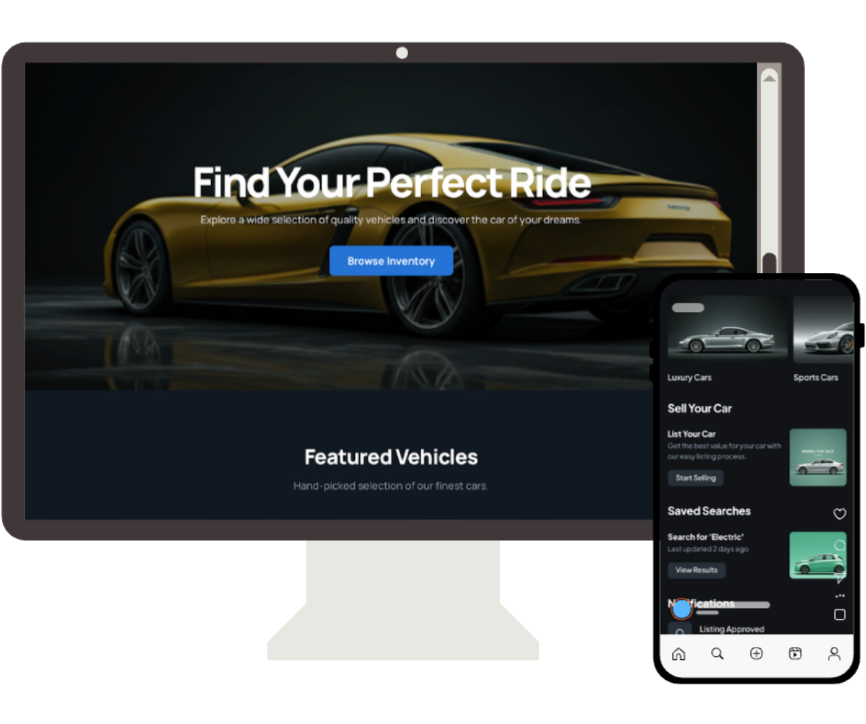 Find Your Perfect Ride
Explore a wide selection of quality vehicles and discover the car of your dreams.
Browse Inventory
Featured Vehicles
Hand-picked selection of our finest cars.
Luxury Cars
Sports Cars
Sell Your Car
List Your Car
Get the best value for your car with
our easy listing process.
Start Selling
Saved Searches
Search for 'Electric'
Last updated 2 days ago
View Results
Notifications
Listing Approved